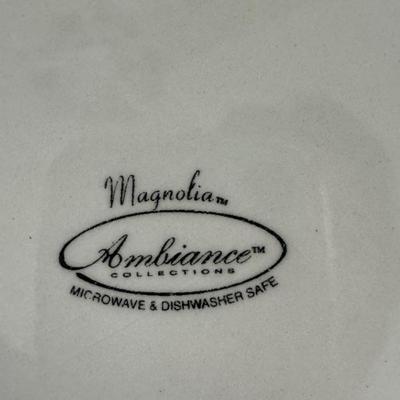 Magnolia™
Ambiance™
COLLECTIONS
MICROWAVE & DISHWASHER SAFE